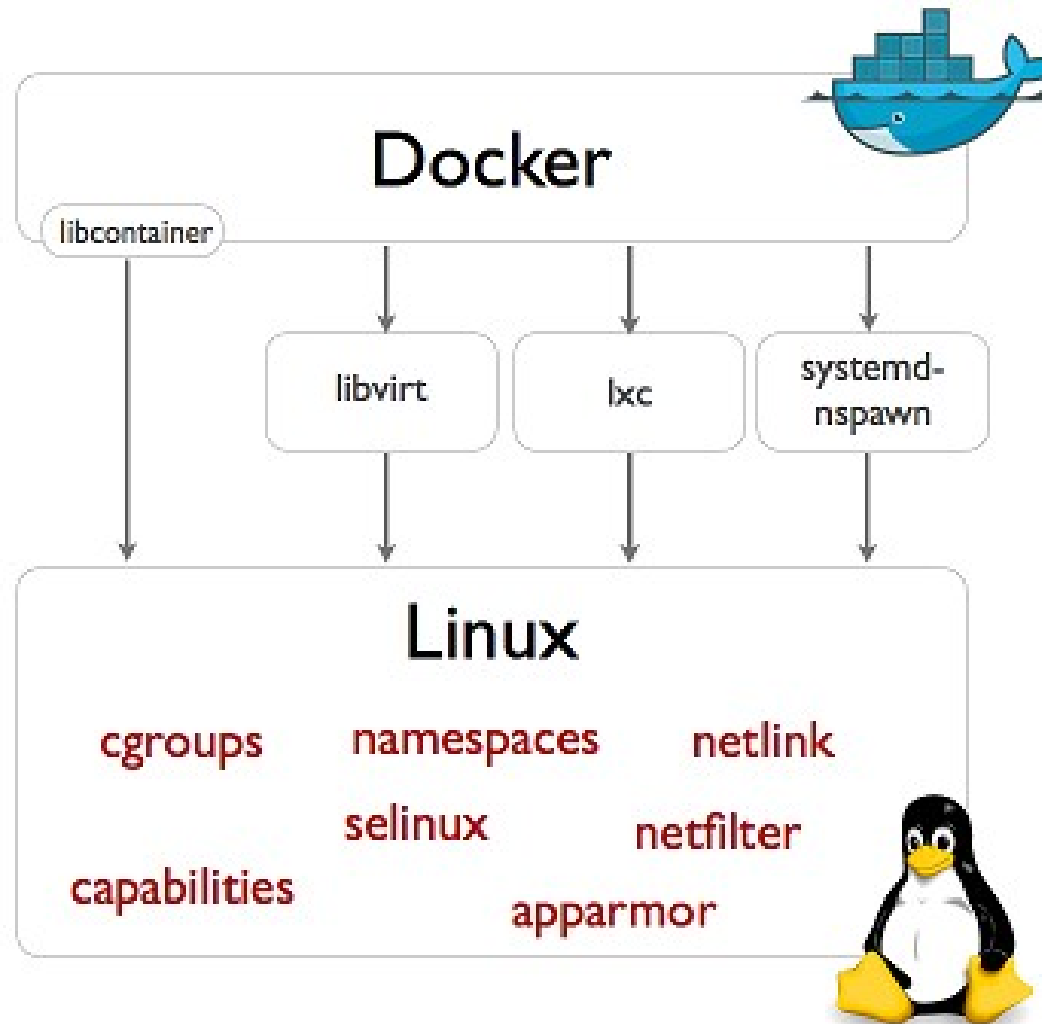 Docker
libcontainer
libvirt
lxc
systemd-
nspawn
Linux
cgroups
namespaces
netlink
selinux
netfilter
capabilities
apparmor